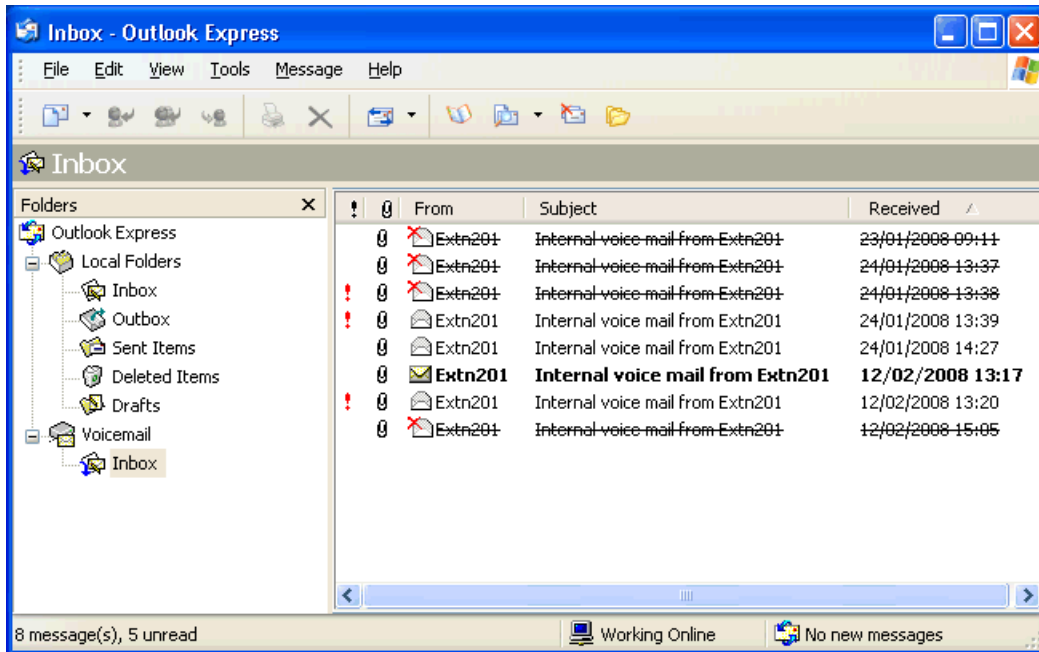 Inbox - Outlook Express
File Edit View Tools Message Help
Inbox
Folders
! From Subject Received
Outlook Express
Local Folders
Inbox
Outbox
Sent Items
Deleted Items
Drafts
Voicemail
Inbox
Extn201 Internal voice mail from Extn201 23/01/2008 09:11
Extn201 Internal voice mail from Extn201 24/01/2008 13:37
! Extn201 Internal voice mail from Extn201 24/01/2008 13:38
! Extn201 Internal voice mail from Extn201 24/01/2008 13:39
Extn201 Internal voice mail from Extn201 24/01/2008 14:27
Extn201 Internal voice mail from Extn201 12/02/2008 13:17
! Extn201 Internal voice mail from Extn201 12/02/2008 13:20
Extn201 Internal voice mail from Extn201 12/02/2008 15:05
8 message(s), 5 unread Working Online No new messages